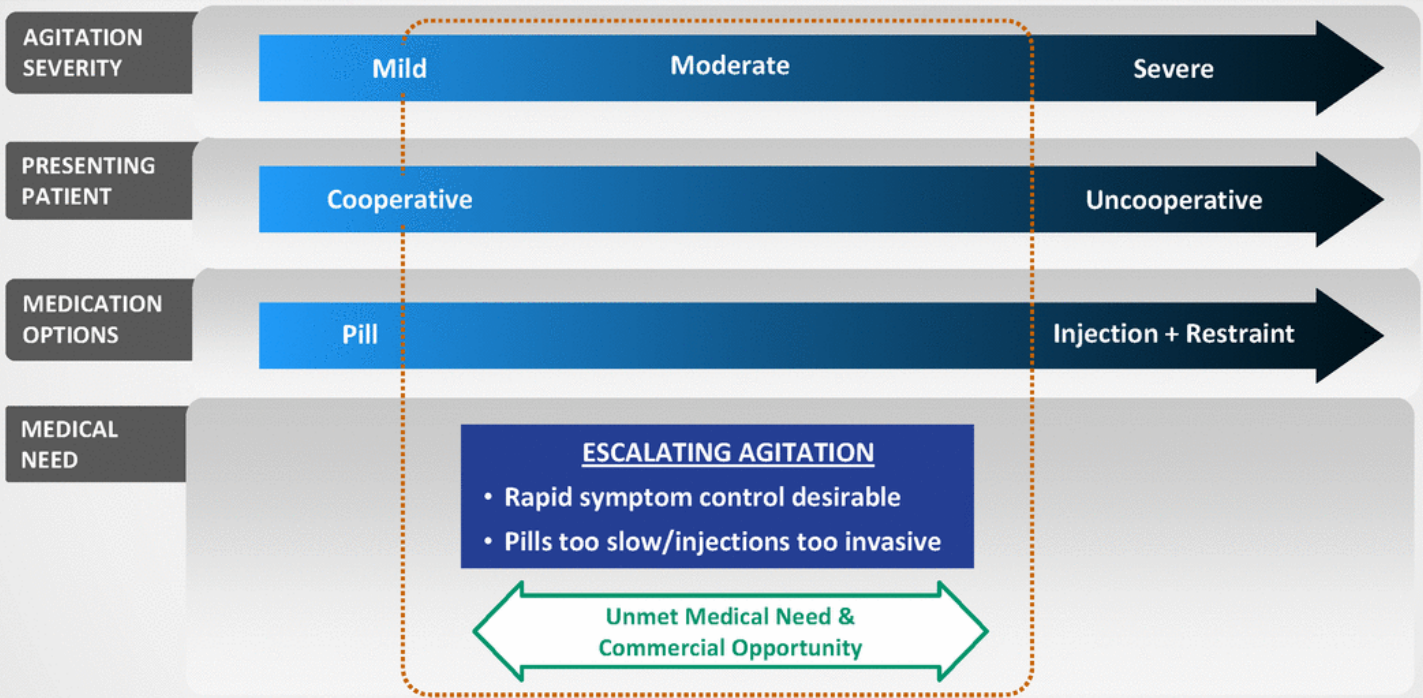 AGITATION
SEVERITY
Mild
Moderate
Severe
PRESENTING
PATIENT
Cooperative
Uncooperative
MEDICATION
OPTIONS
Pill
Injection + Restraint
MEDICAL
NEED
ESCALATING AGITATION
• Rapid symptom control desirable
• Pills too slow/injections too invasive
Unmet Medical Need &
Commercial Opportunity